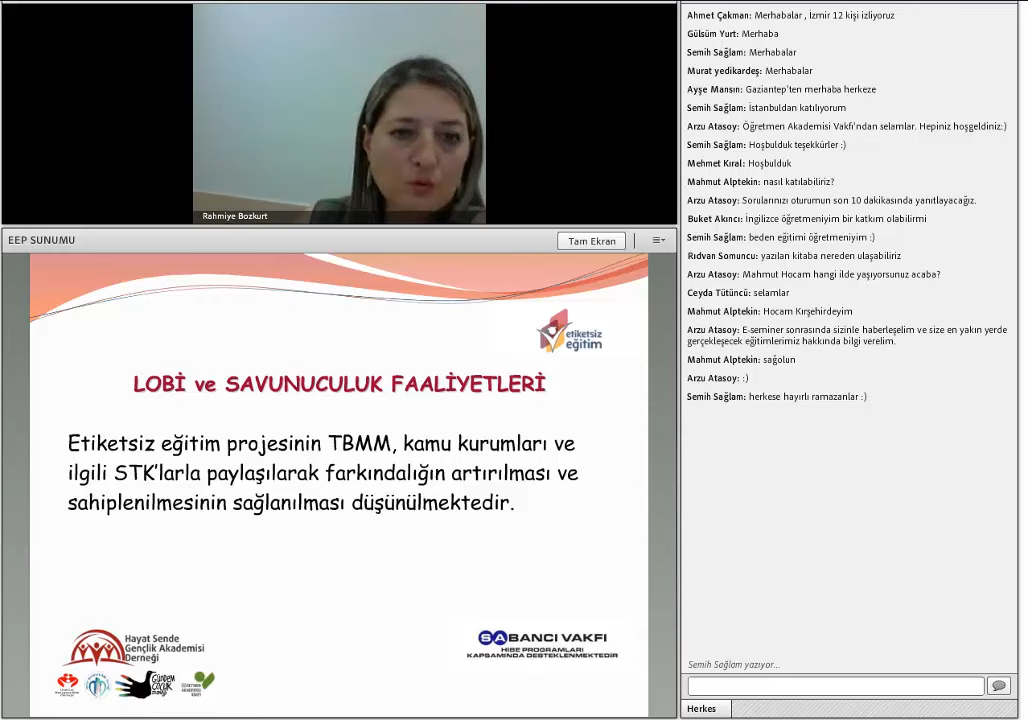 Rahmiye Bozkurt
EEP SUNUMU
Tam Ekran
etiketsiz
eğitim
LOBİ ve SAVUNUCULUK FAALİYETLERİ
Etiketsiz eğitim projesinin TBMM, kamu kurumları ve
ilgili STK'larla paylaşılarak farkındalığın artırılması ve
sahiplenilmesinin sağlanılması düşünülmektedir.
Hayat Sende
Gençlik Akademisi
Derneği
GÜNDEM
ÇOCUK
SABANCI VAKFI
HİBE PROGRAMLARI
KAPSAMINDA DESTEKLENMEKTEDİR
Ahmet Çakman: Merhabalar , İzmir 12 kişi izliyoruz
Gülsüm Yurt: Merhaba
Semih Sağlam: Merhabalar
Murat yedikardeş: Merhabalar
Ayşe Mansın: Gaziantep'ten merhaba herkeze
Semih Sağlam: İstanbuldan katılıyorum
Arzu Atasoy: Öğretmen Akademisi Vakfı'ndan selamlar. Hepiniz hoşgeldiniz:)
Semih Sağlam: Hoşbulduk teşekkürler :)
Mehmet Kıral: Hoşbulduk
Mahmut Alptekin: nasıl katılabiliriz?
Arzu Atasoy: Sorularınızı oturumun son 10 dakikasında yanıtlayacağız.
Buket Akıncı: İngilizce öğretmeniyim bir katkım olabilirmi
Semih Sağlam: beden eğitimi öğretmeniyim :)
Rıdvan Somuncu: yazılan kitaba nereden ulaşabiliriz
Arzu Atasoy: Mahmut Hocam hangi ilde yaşıyorsunuz acaba?
Ceyda Tütüncü: selamlar
Mahmut Alptekin: Hocam Kırşehirdeyim
Arzu Atasoy: E-seminer sonrasında sizinle haberleşelim ve size en yakın yerde
gerçekleşecek eğitimlerimiz hakkında bilgi verelim.
Mahmut Alptekin: sağolun
Arzu Atasoy: :)
Semih Sağlam: herkese hayırlı ramazanlar :)
Semih Sağlam yazıyor...
Herkes